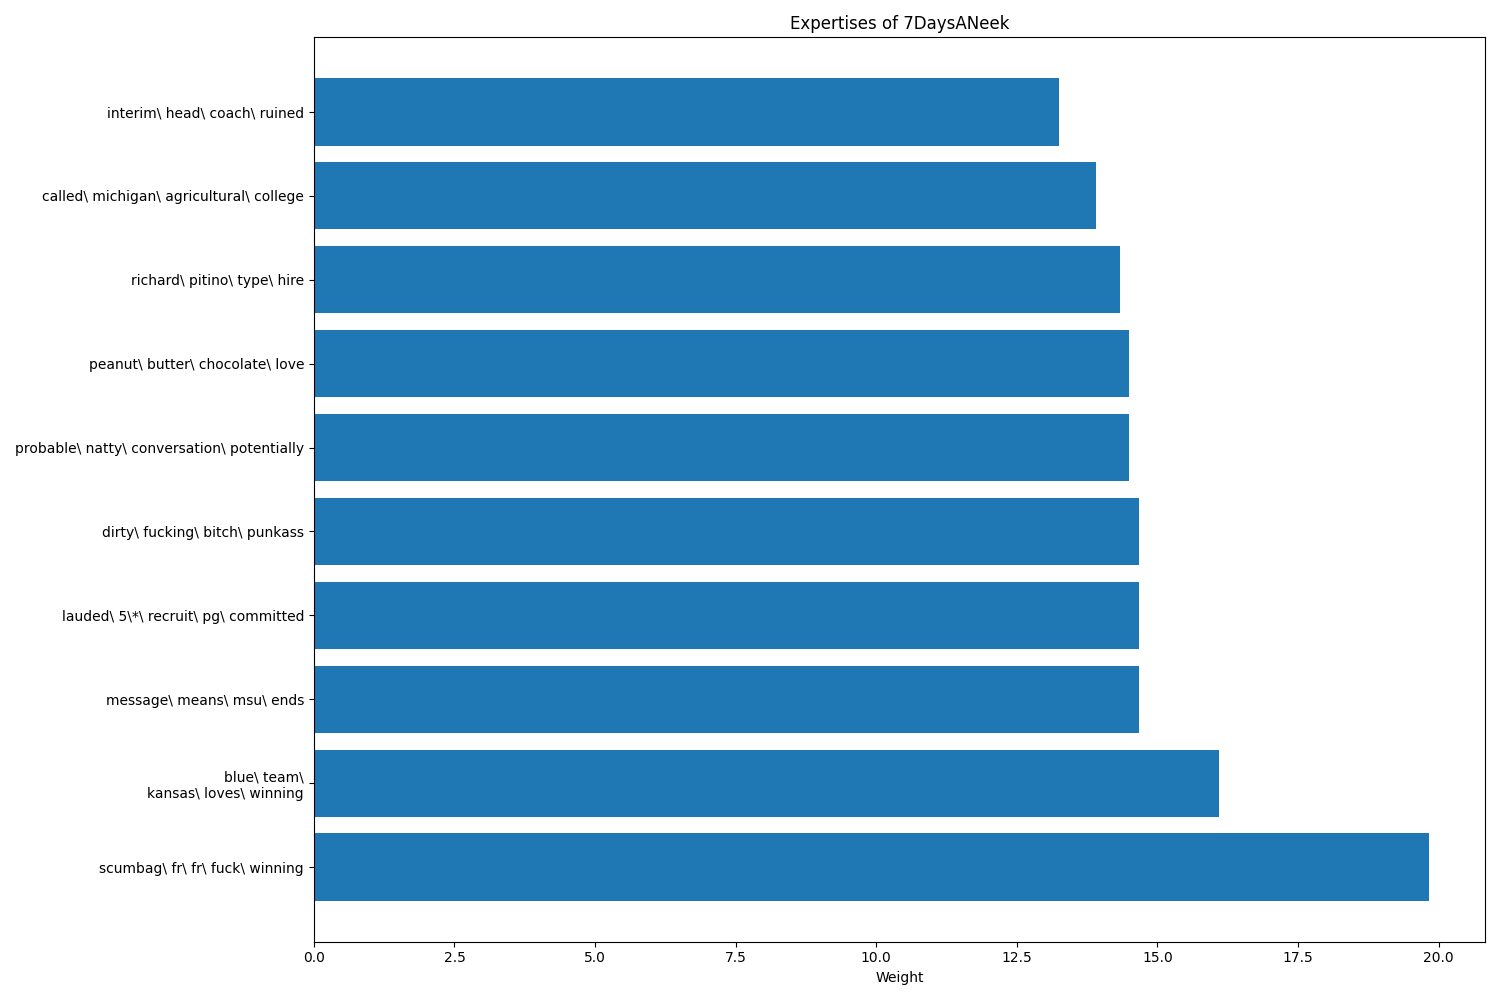 Expertises of 7DaysANeek
interim\ head\ coach\ ruined
called\ michigan\ agricultural\ college
richard\ pitino\ type\ hire
peanut\ butter\ chocolate\ love
probable\ natty\ conversation\ potentially
dirty\ fucking\ bitch\ punkass
lauded\ 5\*\ recruit\ pg\ committed
message\ means\ msu\ ends
blue\ team\
kansas\ loves\ winning
scumbag\ fr\ fr\ fuck\ winning
0.0 2.5 5.0 7.5 10.0 12.5 15.0 17.5 20.0
Weight